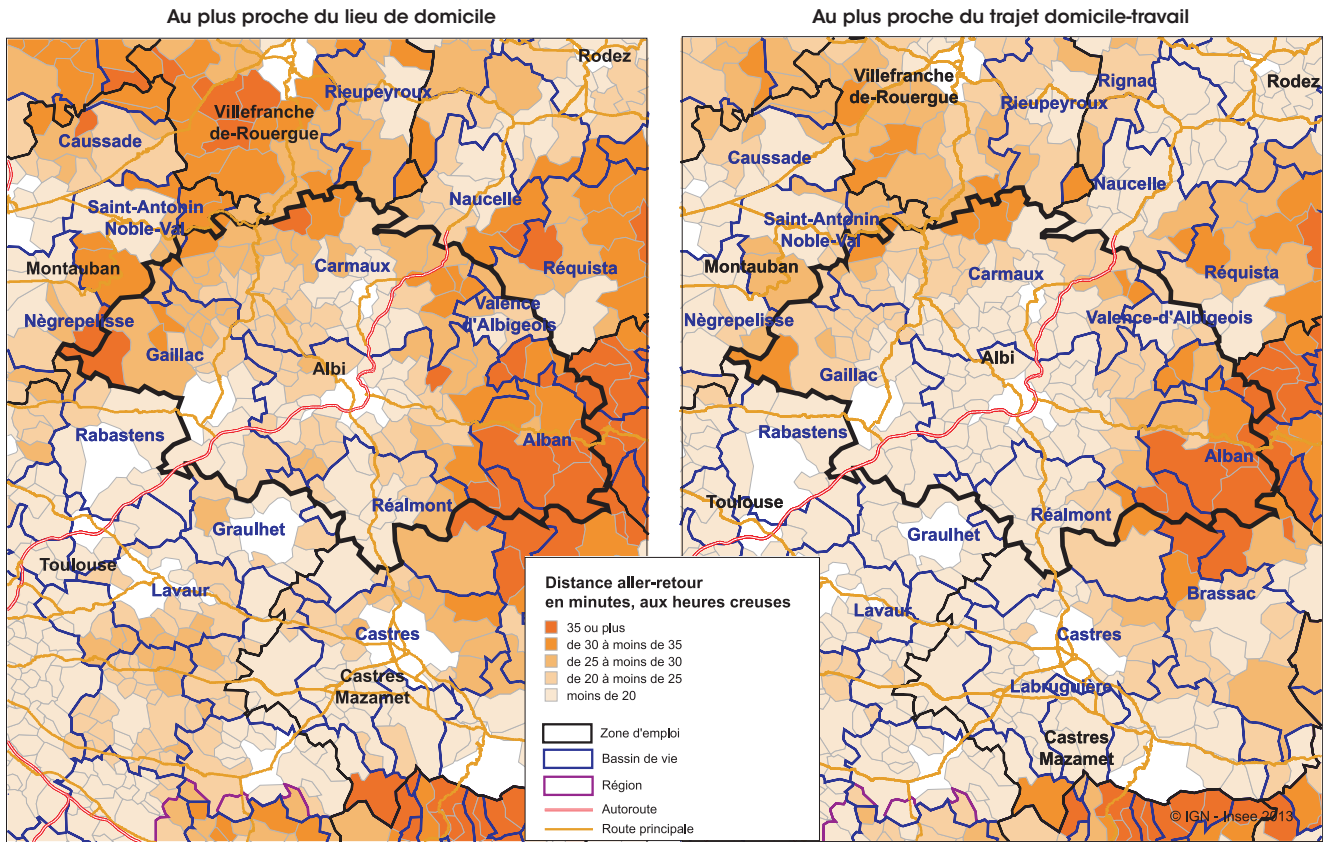 Au plus proche du lieu de domicile
Rodez
Villefranche
de-Rouergue
Rieupeyroux
Caussade
Saint-Antonin
Noble-Val
Naucelle
Montauban
Carmaux
Réquista
Nègrepelisse
Valence
d'Albigeois
Gaillac
Albi
Rabastens
Alban
Réalmont
Graulhet
Toulouse
Lavaur
Castres
Castres
Mazamet
Au plus proche du trajet domicile-travail
Villefranche
de-Rouergue
Rignac
Rodez
Rieupeyroux
Caussade
Naucelle
Saint-Antonin
Noble-Val
Montauban
Carmaux
Réquista
Nègrepelisse
Valence-d'Albigeois
Gaillac
Albi
Rabastens
Alban
Toulouse
Réalmont
Graulhet
Lavaur
Brassac
Castres
Labruguière
Castres
Mazamet
© IGN - Insee 2013
Distance aller-retour
en minutes, aux heures creuses
35 ou plus
de 30 à moins de 35
de 25 à moins de 30
de 20 à moins de 25
moins de 20
Zone d'emploi
Bassin de vie
Région
Autoroute
Route principale